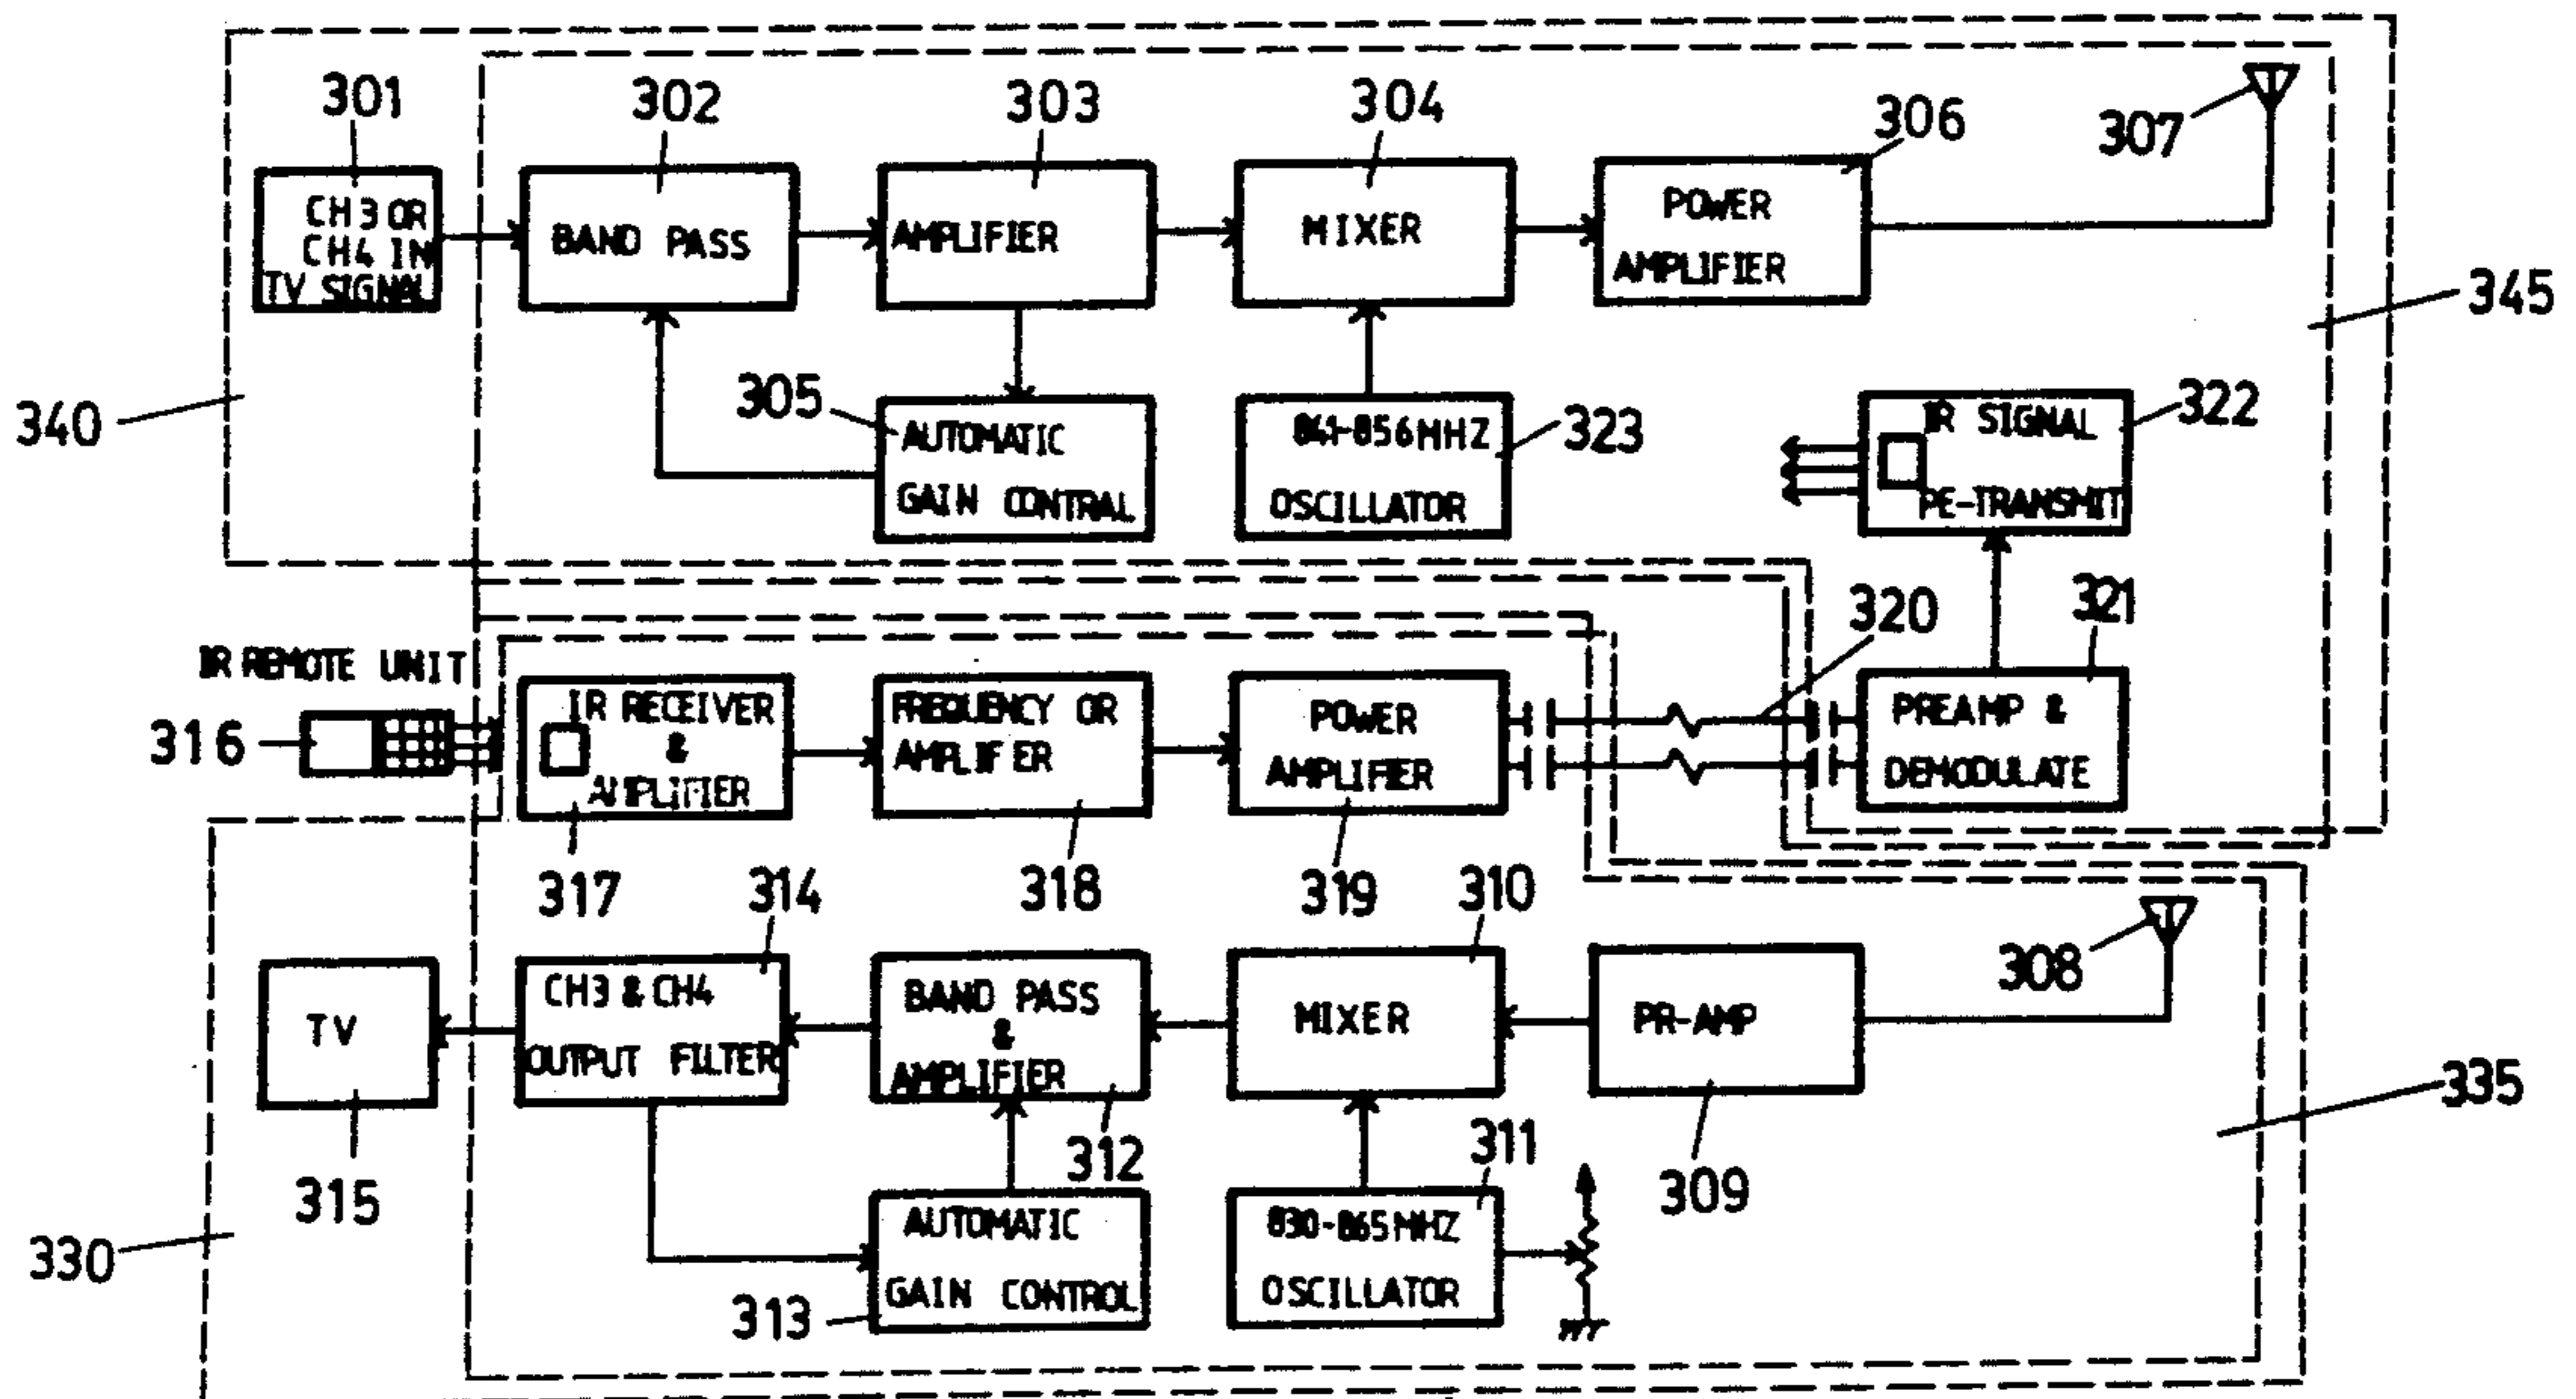 301
302
303
304
306
307
CH3 OR
CH4 IN
TV SIGNAL
BAND PASS
AMPLIFIER
MIXER
POWER
AMPLIFIER
345
340
305
AUTOMATIC
GAIN CONTRAL
841-856MHZ
OSCILLATOR
323
IR SIGNAL
PE-TRANSMIT
322
320
321
IR REMOTE UNIT
316
IR RECEIVER
&
AMPLIFIER
FREQUENCY OR
AMPLIFER
POWER
AMPLIFIER
PREAMP &
DEMODULATE
317
314
318
319
310
308
TV
CH3 & CH4
OUTPUT FILTER
BAND PASS
&
AMPLIFIER
MIXER
PR-AMP
335
315
312
311
309
330
313
AUTOMATIC
GAIN CONTROL
830-865MHZ
OSCILLATOR